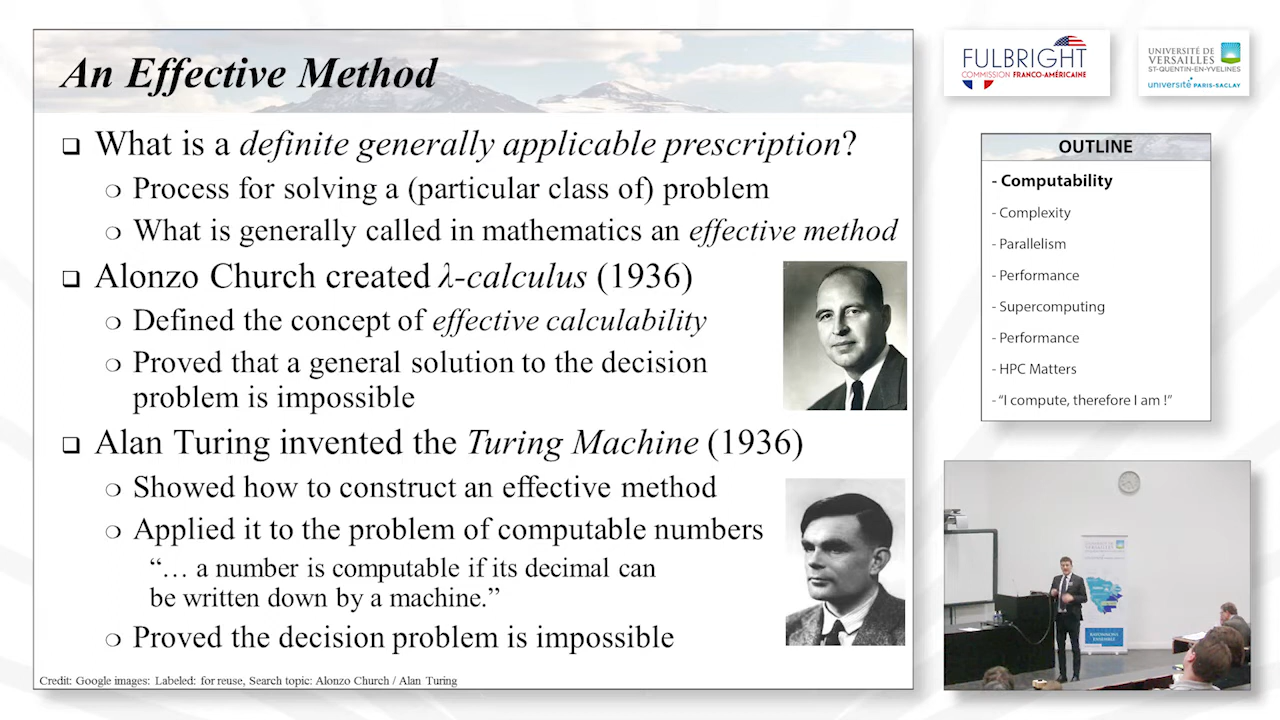 An Effective Method
❑ What is a definite generally applicable prescription?
❍ Process for solving a (particular class of) problem
❍ What is generally called in mathematics an effective method
❑ Alonzo Church created λ-calculus (1936)
❍ Defined the concept of effective calculability
❍ Proved that a general solution to the decision
problem is impossible
❑ Alan Turing invented the Turing Machine (1936)
❍ Showed how to construct an effective method
❍ Applied it to the problem of computable numbers
“… a number is computable if its decimal can
be written down by a machine.”
❍ Proved the decision problem is impossible
Credit: Google images: Labeled: for reuse, Search topic: Alonzo Church / Alan Turing
FULBRIGHT
COMMISSION FRANCO-AMÉRICAINE
UNIVERSITÉ DE
VERSAILLES
ST-QUENTIN-EN-YVELINES
université PARIS-SACLAY
OUTLINE
- Computability
- Complexity
- Parallelism
- Performance
- Supercomputing
- Performance
- HPC Matters
- “I compute, therefore I am !”